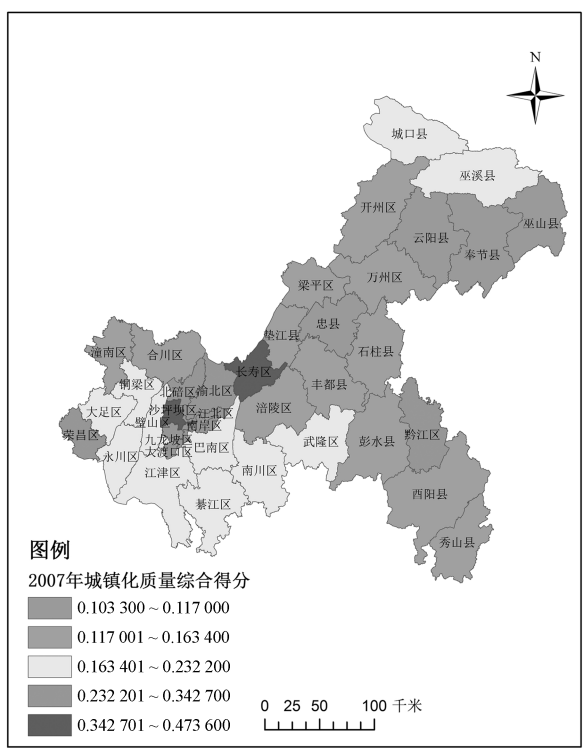 N
城口县
巫溪县
开州区
云阳县
巫山县
奉节县
万州区
梁平区
忠县
垫江县
石柱县
潼南区
合川区
长寿区
丰都县
铜梁区
北碚区
渝北区
大足区
沙坪坝区
江北区
涪陵区
璧山区
南岸区
荣昌区
九龙坡区
巴南区
武隆区
彭水县
黔江区
永川区
大渡口区
江津区
南川区
酉阳县
綦江区
秀山县
图例
2007年城镇化质量综合得分
0.103 300～0.117 000
0.117 001～0.163 400
0.163 401～0.232 200
0.232 201～0.342 700
0.342 701～0.473 600
0 25 50 100 千米